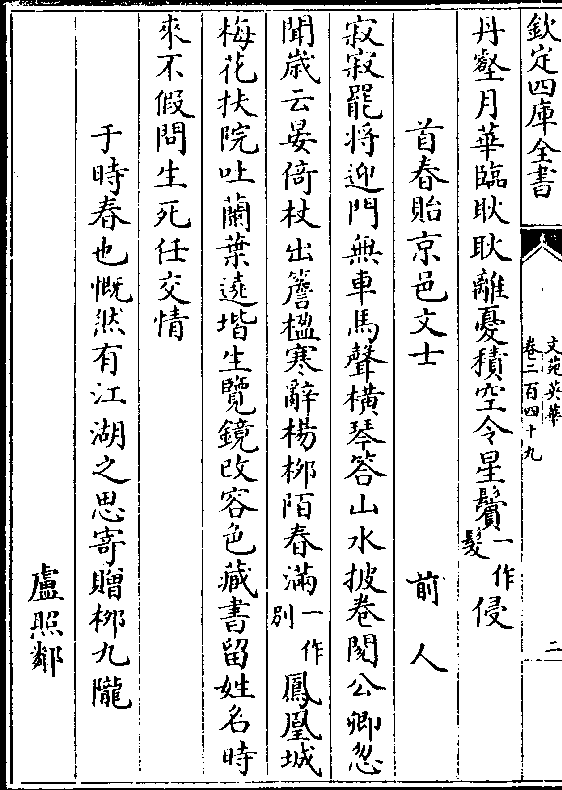 欽定四庫全書
文苑英華
卷二百四十九
二
丹壑月華臨耿耿離憂積空令星鬢一作髮侵
首春貽京邑文士　前人
寂寂罷将迎門無車馬聲横琴答山水披卷閱公卿忽
聞歳云晏倚杖出簷楹寒辭楊栁陌春滿一作别鳳凰城
梅花扶院吐蘭葉遶堦生覽鏡改容色藏書留姓名時
來不假問生死任交情
于時春也慨然有江湖之思寄贈栁九隴
盧照鄰